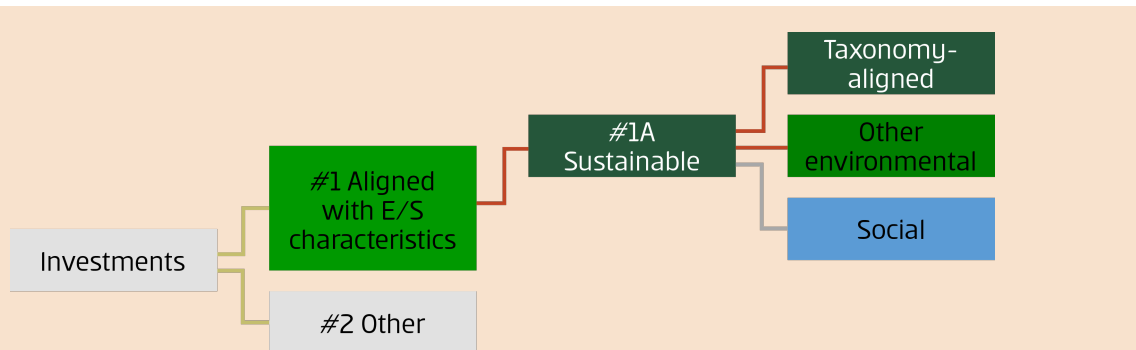 Taxonomy-
aligned
#1A
Sustainable
Other
environmental
#1 Aligned
with E/S
characteristics
Social
Investments
#2 Other